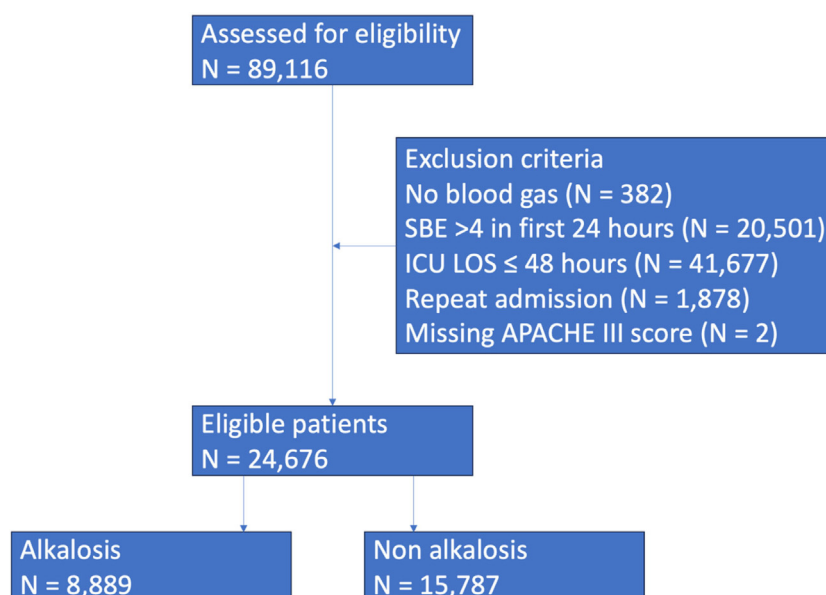 Assessed for eligibility
N = 89,116
Exclusion criteria
No blood gas (N = 382)
SBE >4 in first 24 hours (N = 20,501)
ICU LOS ≤ 48 hours (N = 41,677)
Repeat admission (N = 1,878)
Missing APACHE III score (N = 2)
Eligible patients
N = 24,676
Alkalosis
N = 8,889
Non alkalosis
N = 15,787